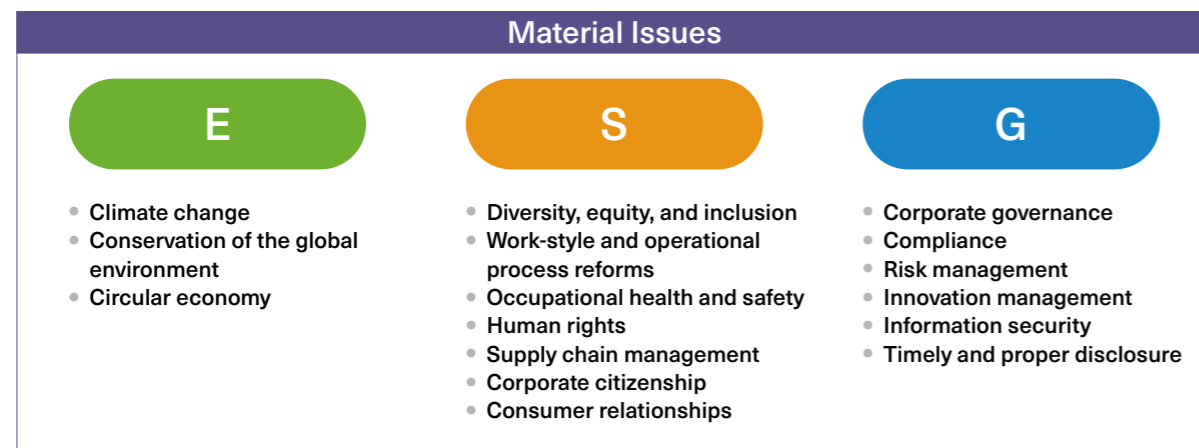 Material Issues
E
• Climate change
• Conservation of the global
environment
• Circular economy
S
• Diversity, equity, and inclusion
• Work-style and operational
process reforms
• Occupational health and safety
• Human rights
• Supply chain management
• Corporate citizenship
• Consumer relationships
G
• Corporate governance
• Compliance
• Risk management
• Innovation management
• Information security
• Timely and proper disclosure